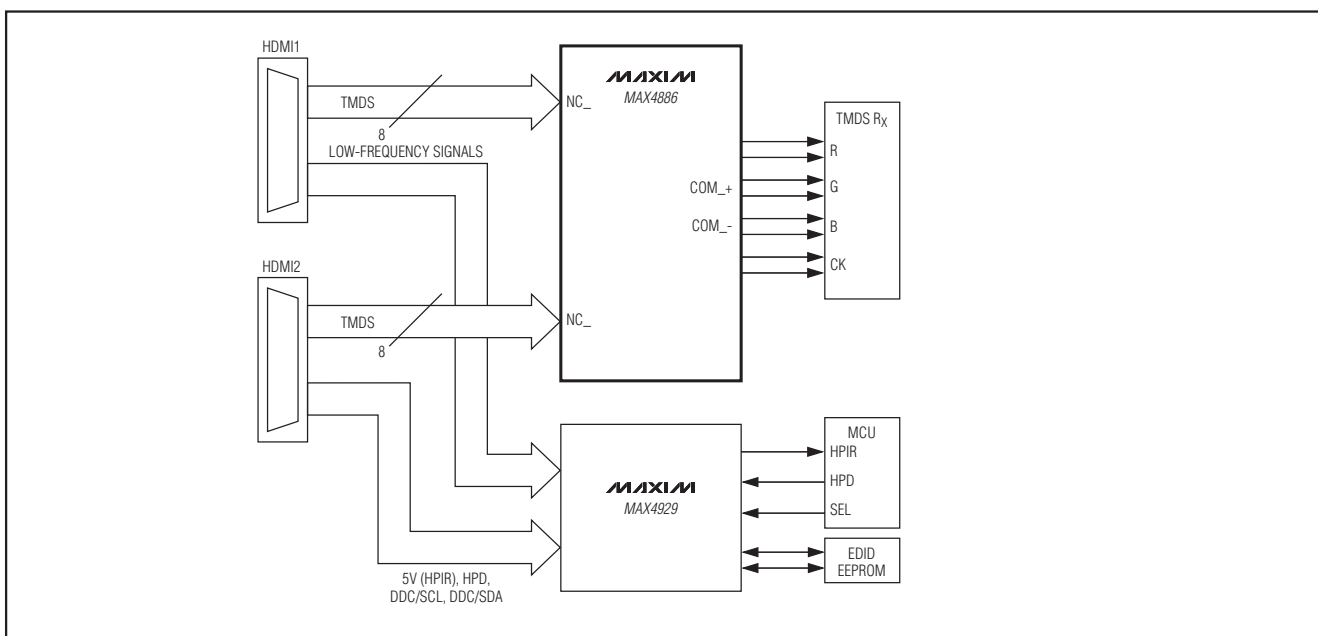 HDMI1
TMDS
8
LOW-FREQUENCY SIGNALS
MAXIM
MAX4886
NC_
COM_+
COM_-
TMDS RX
R
G
B
CK
HDMI2
TMDS
8
NC_
MAXIM
MAX4929
MCU
HPIR
HPD
SEL
EDID
EEPROM
5V (HPIR), HPD,
DDC/SCL, DDC/SDA